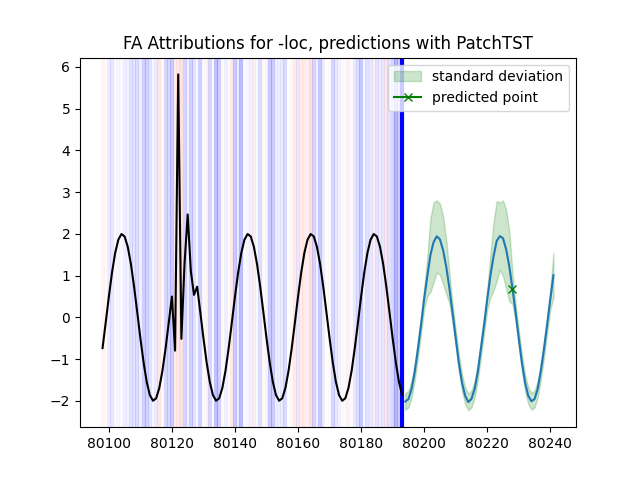 FA Attributions for -loc, predictions with PatchTST
standard deviation
predicted point
6
5
4
3
2
1
0
−1
−2
80100 80120 80140 80160 80180 80200 80220 80240